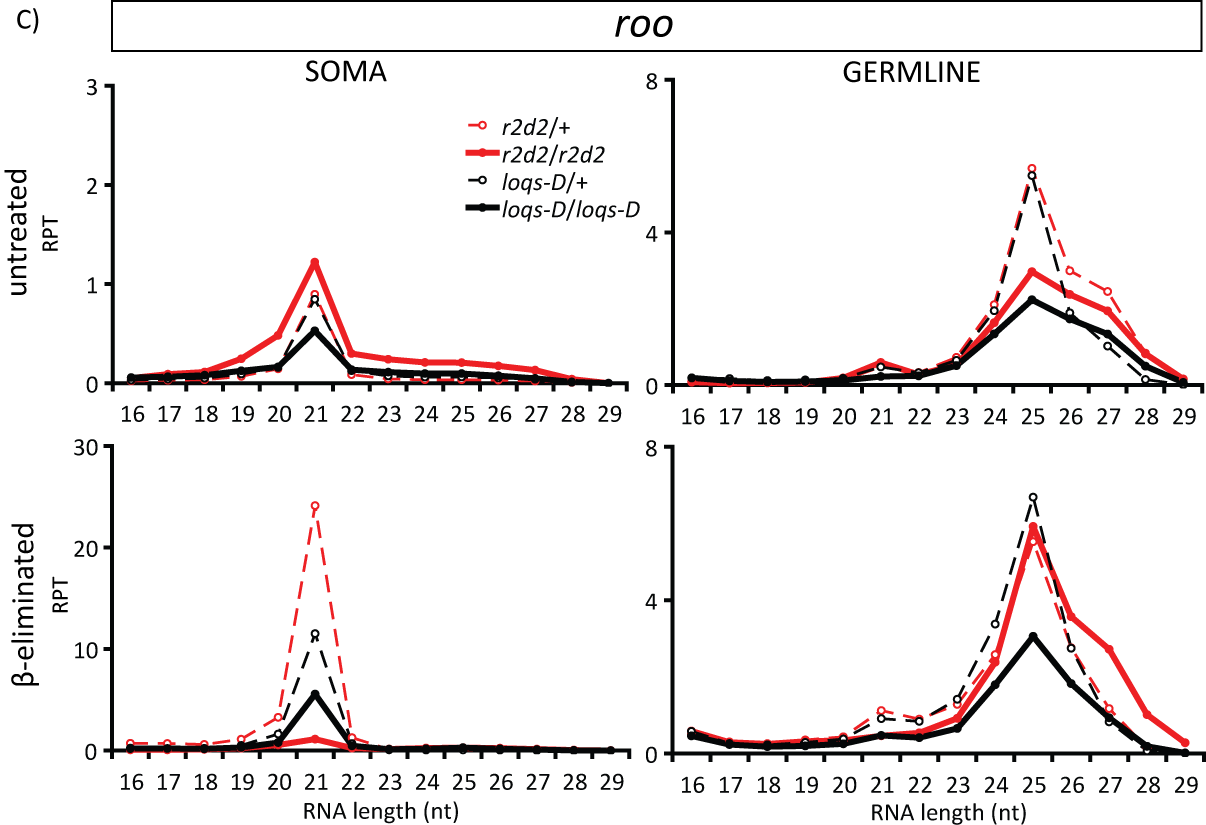 C)
roo
SOMA
GERMLINE
untreated
RPT
3
2
1
0
r2d2/+
r2d2/r2d2
loqs-D/+
loqs-D/loqs-D
16 17 18 19 20 21 22 23 24 25 26 27 28 29
8
4
0
16 17 18 19 20 21 22 23 24 25 26 27 28 29
β-eliminated
RPT
30
20
10
0
16 17 18 19 20 21 22 23 24 25 26 27 28 29
RNA length (nt)
8
4
0
16 17 18 19 20 21 22 23 24 25 26 27 28 29
RNA length (nt)